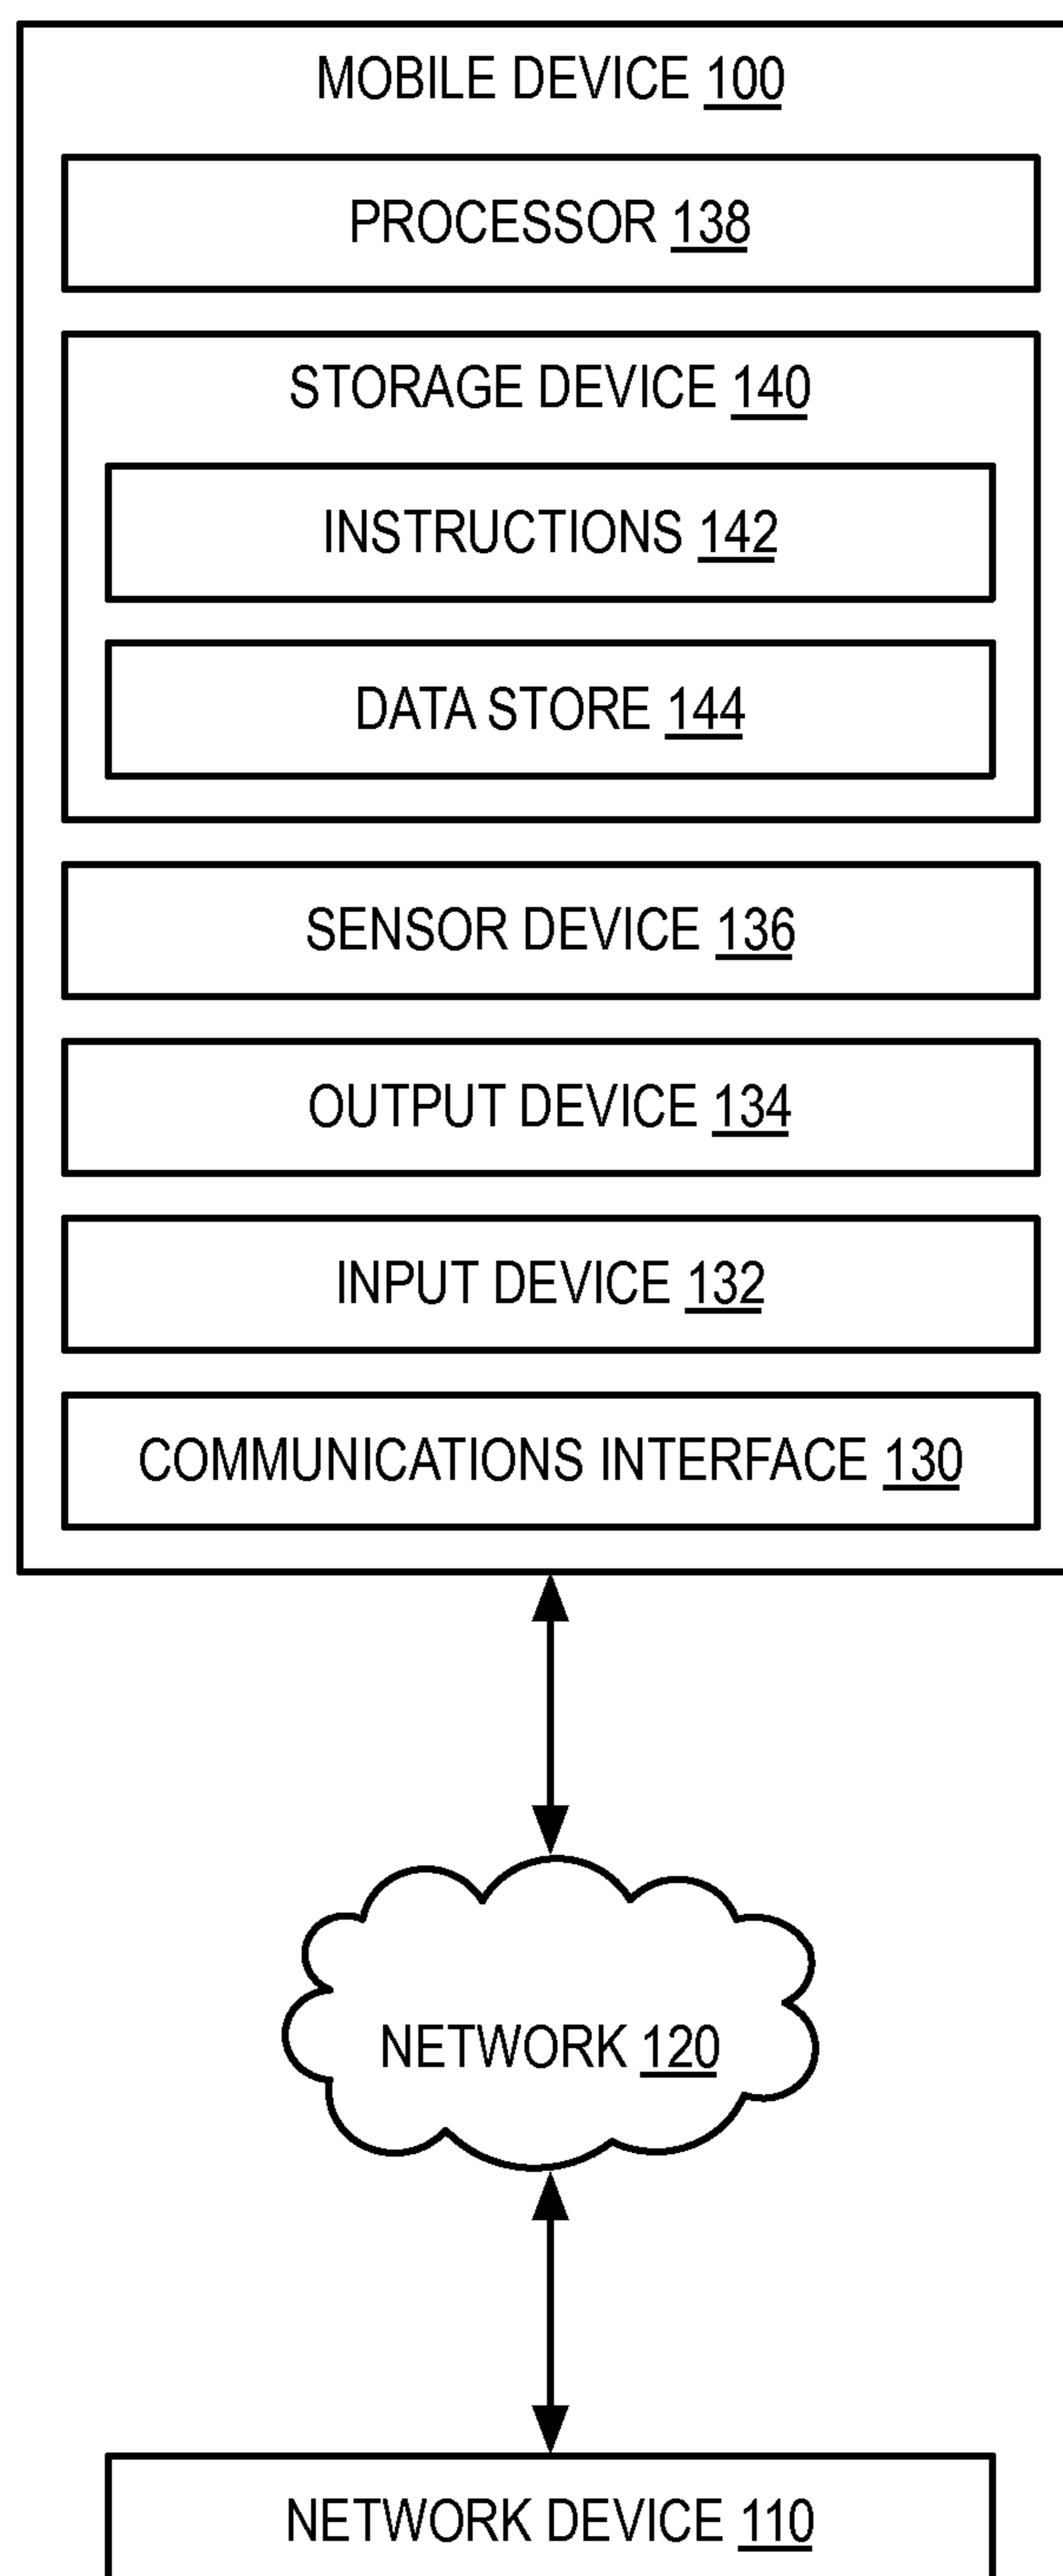 MOBILE DEVICE 100
PROCESSOR 138
STORAGE DEVICE 140
INSTRUCTIONS 142
DATA STORE 144
SENSOR DEVICE 136
OUTPUT DEVICE 134
INPUT DEVICE 132
COMMUNICATIONS INTERFACE 130
NETWORK 120
NETWORK DEVICE 110